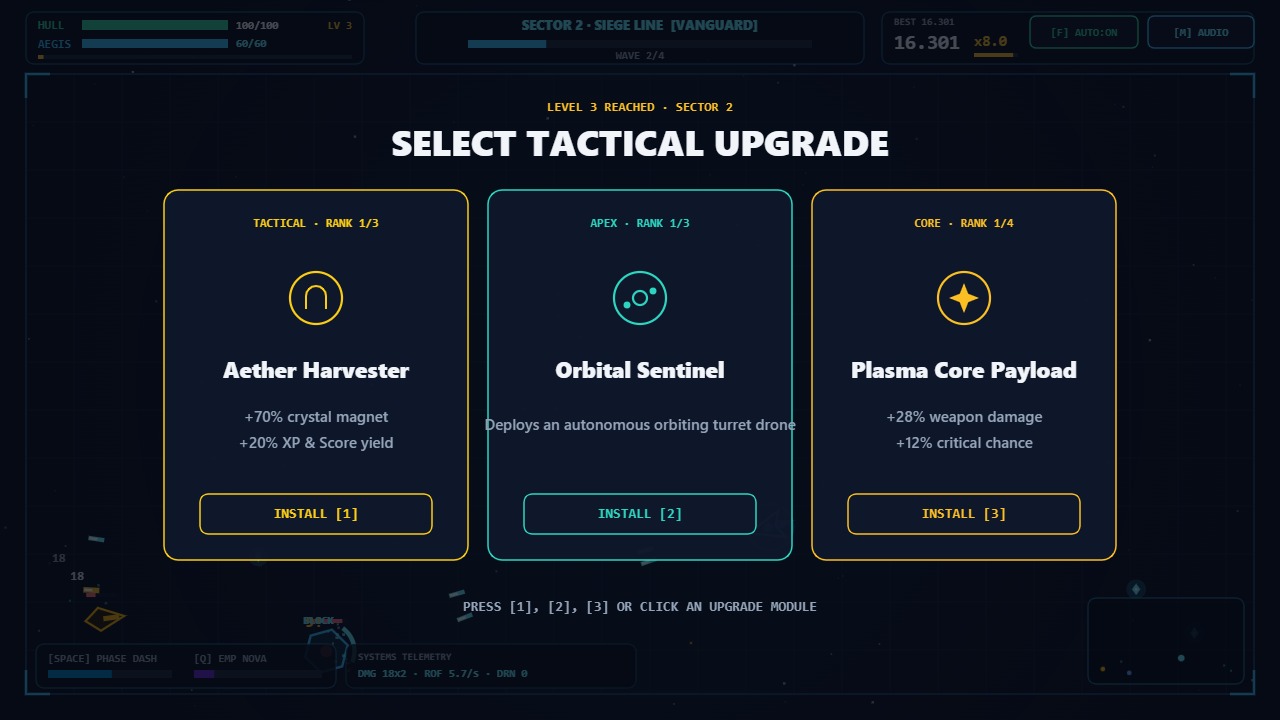 HULL 100/100 LV 3
AEGIS 60/60
SECTOR 2 · SIEGE LINE [VANGUARD]
WAVE 2/4
BEST 16.301
16.301 x8.0
[F] AUTO:ON
[M] AUDIO
LEVEL 3 REACHED · SECTOR 2
SELECT TACTICAL UPGRADE
TACTICAL · RANK 1/3
Aether Harvester
+70% crystal magnet
+20% XP & Score yield
INSTALL [1]
APEX · RANK 1/3
Orbital Sentinel
Deploys an autonomous orbiting turret drone
INSTALL [2]
CORE · RANK 1/4
Plasma Core Payload
+28% weapon damage
+12% critical chance
INSTALL [3]
18
18
PRESS [1], [2], [3] OR CLICK AN UPGRADE MODULE
[SPACE] PHASE DASH
[Q] EMP NOVA
SYSTEMS TELEMETRY
DMG 18x2 · ROF 5.7/s · DRN 0